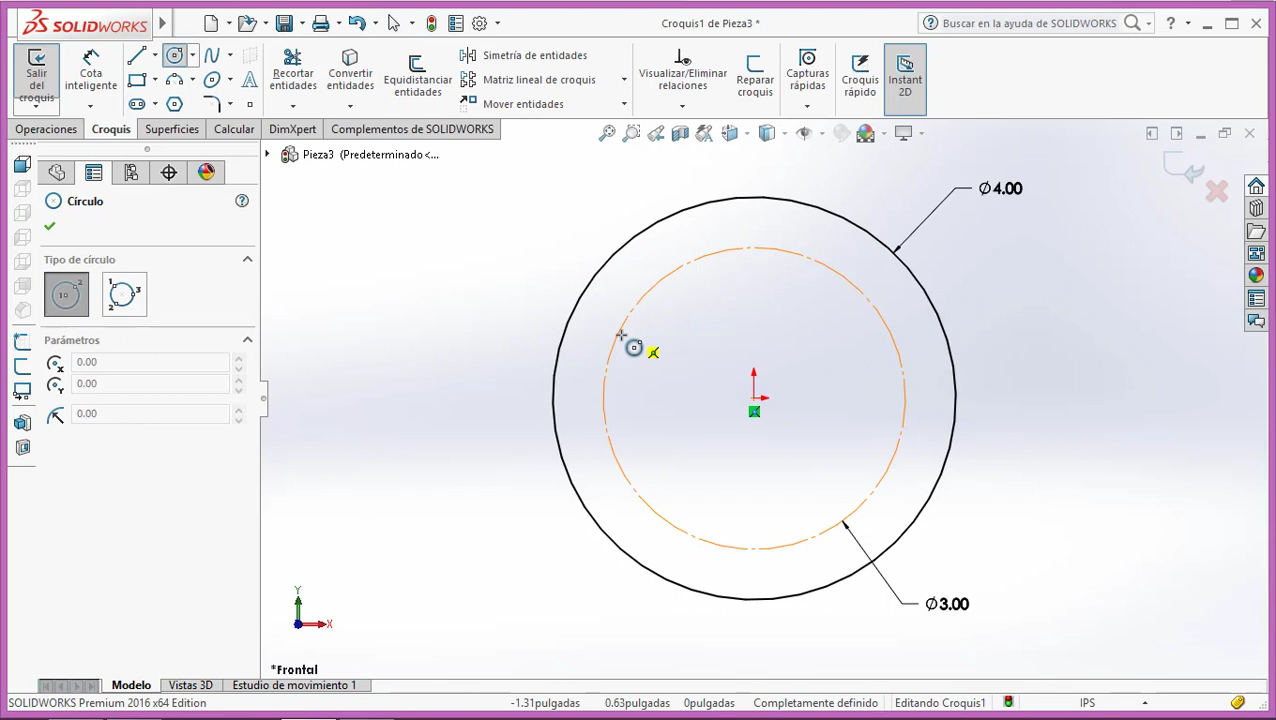 SOLIDWORKS
Croquis1 de Pieza3 *
Buscar en la ayuda de SOLIDWORKS
?
Salir del croquis
Cota inteligente
Recortar entidades
Convertir entidades
Equidistanciar entidades
Simetría de entidades
Matriz lineal de croquis
Mover entidades
Visualizar/Eliminar relaciones
Reparar croquis
Capturas rápidas
Croquis rápido
Instant 2D
Operaciones
Croquis
Superficies
Calcular
DimXpert
Complementos de SOLIDWORKS
Pieza3 (Predeterminado<...
Círculo
?
Tipo de círculo
Parámetros
0.00
0.00
0.00
∅4.00
∅3.00
Y
X
*Frontal
Modelo
Vistas 3D
Estudio de movimiento 1
SOLIDWORKS Premium 2016 x64 Edition
-1.31pulgadas
0.63pulgadas
0pulgadas
Completamente definido
Editando Croquis1
IPS